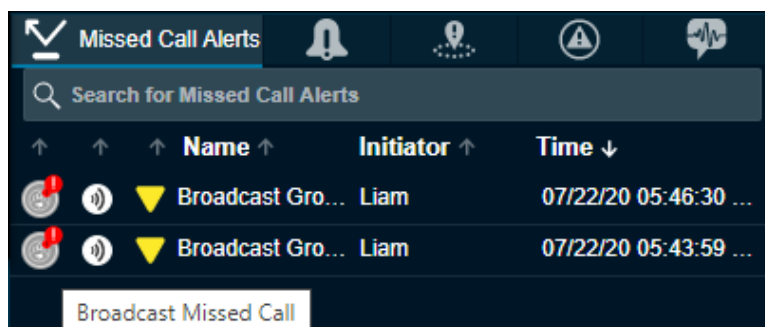 Missed Call Alerts
Search for Missed Call Alerts
Name Initiator Time
Broadcast Gro... Liam 07/22/20 05:46:30 ...
Broadcast Gro... Liam 07/22/20 05:43:59 ...
Broadcast Missed Call